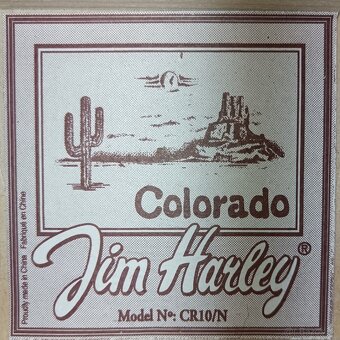 Colorado
Jim Harley®
Model Nº: CR10/N
Proudly made in China Fabriqué en Chine